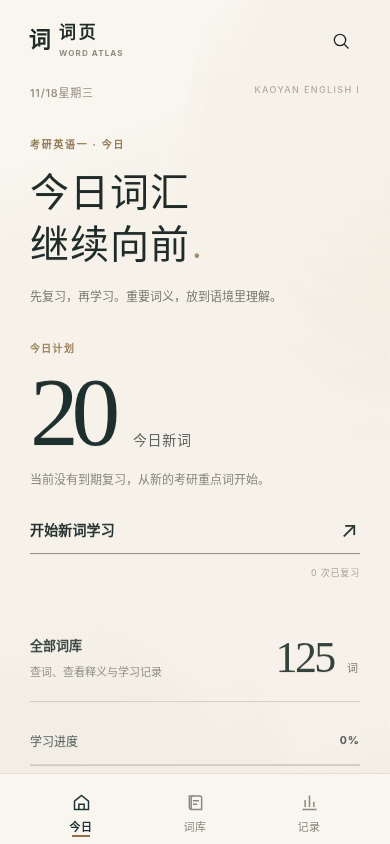 词 词页
WORD ATLAS
11/18星期三
KAOYAN ENGLISH I
考研英语一 · 今日
今日词汇
继续向前.
先复习，再学习。重要词义，放到语境里理解。
今日计划
20 今日新词
当前没有到期复习，从新的考研重点词开始。
开始新词学习
0 次已复习
全部词库
查词、查看释义与学习记录
125 词
学习进度 0%
今日 词库 记录